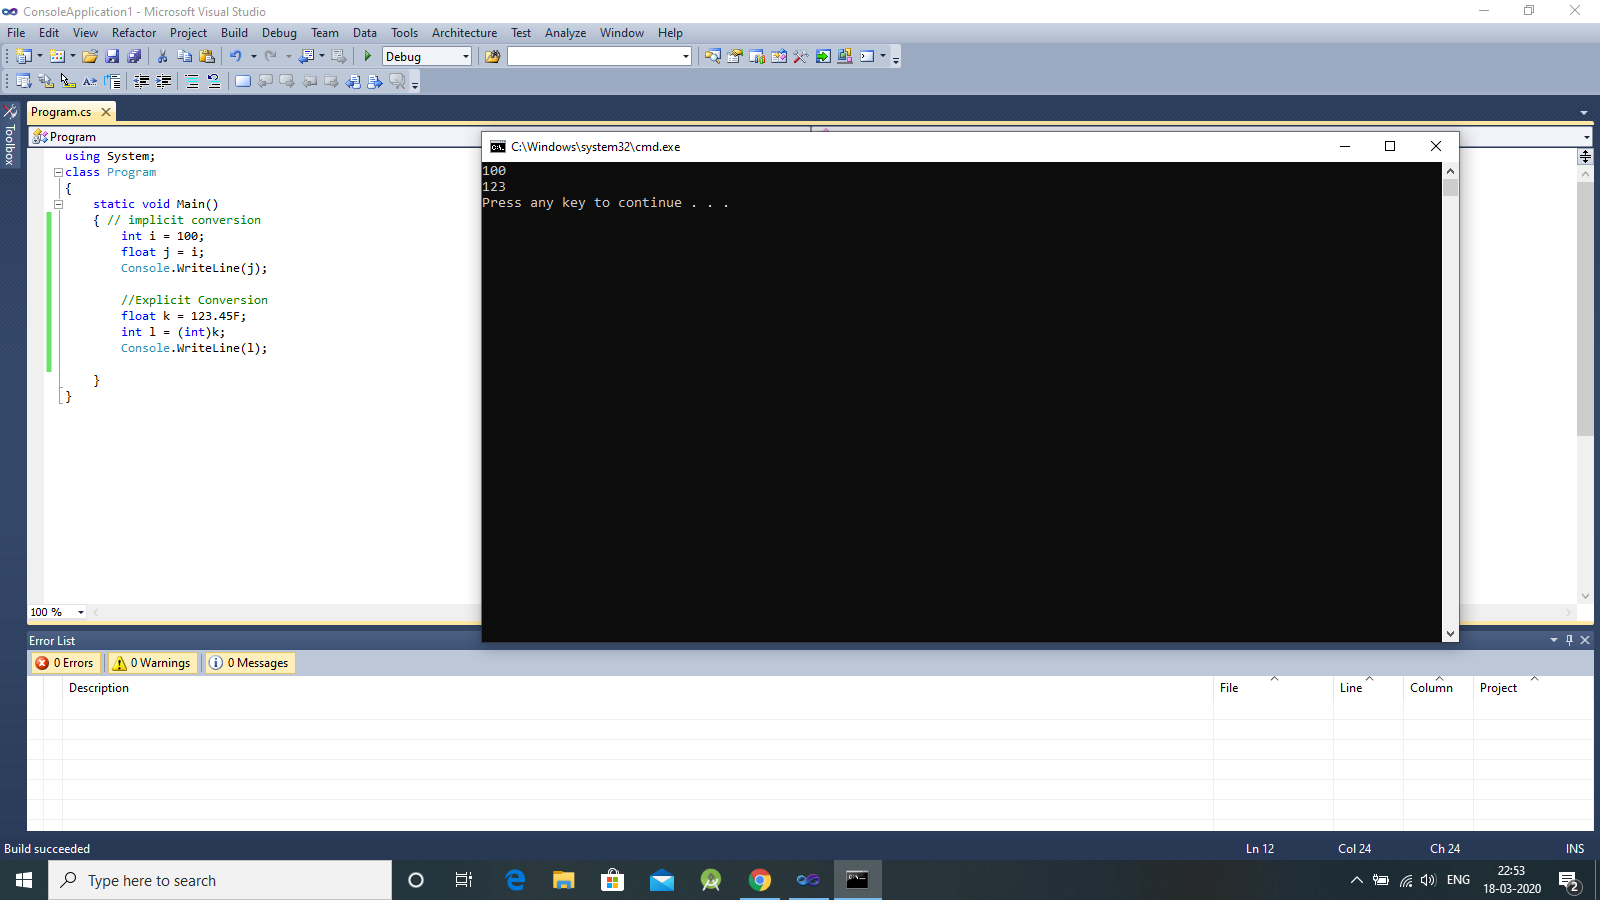 ConsoleApplication1 - Microsoft Visual Studio
File Edit View Refactor Project Build Debug Team Data Tools Architecture Test Analyze Window Help
Debug
Toolbox
Program.cs
Program
using System;
class Program
{
static void Main()
{ // implicit conversion
int i = 100;
float j = i;
Console.WriteLine(j);
//Explicit Conversion
float k = 123.45F;
int l = (int)k;
Console.WriteLine(l);
}
}
100 %
C:\Windows\system32\cmd.exe
100
123
Press any key to continue . . .
Error List
0 Errors 0 Warnings 0 Messages
Description File Line Column Project
Build succeeded Ln 12 Col 24 Ch 24 INS
Type here to search
ENG
22:53
18-03-2020
2